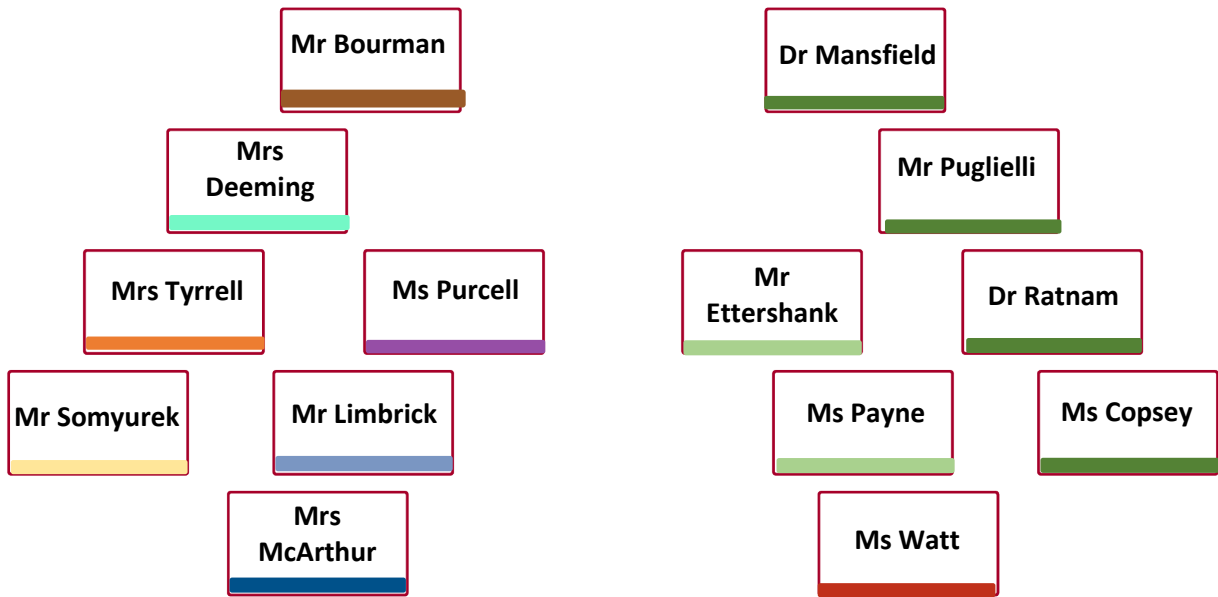 Mr Bourman
Dr Mansfield
Mrs
Deeming
Mr Puglielli
Mrs Tyrrell
Ms Purcell
Mr
Ettershank
Dr Ratnam
Mr Somyurek
Mr Limbrick
Ms Payne
Ms Copsey
Mrs
McArthur
Ms Watt